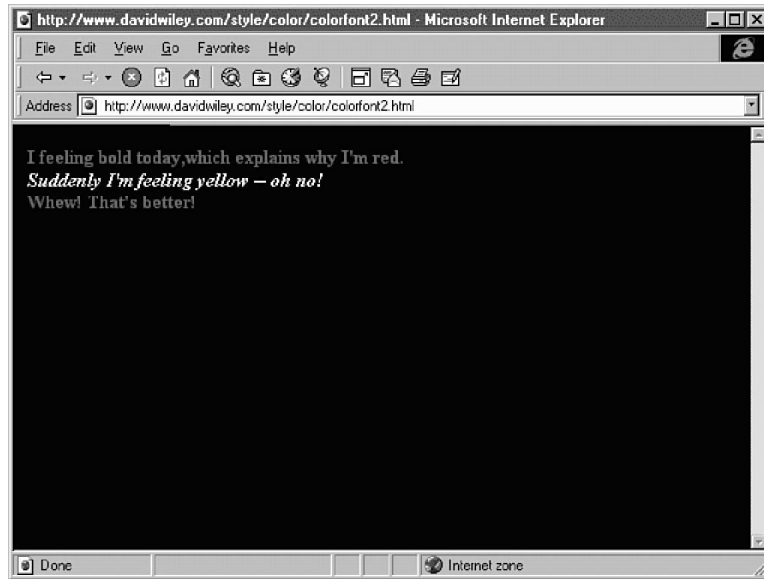 http://www.davidwiley.com/style/color/colorfont2.html - Microsoft Internet Explorer
File Edit View Go Favorites Help
Address http://www.davidwiley.com/style/color/colorfont2.html
I feeling bold today,which explains why I'm red.
Suddenly I'm feeling yellow – oh no!
Whew! That's better!
Done Internet zone